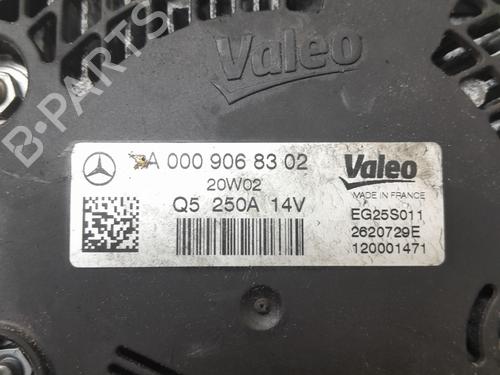 Valeo
A 000 906 83 02
20W02
Q5 250A 14V
Valeo
MADE IN FRANCE
EG25S011
2620729E
120001471
B-PARTS